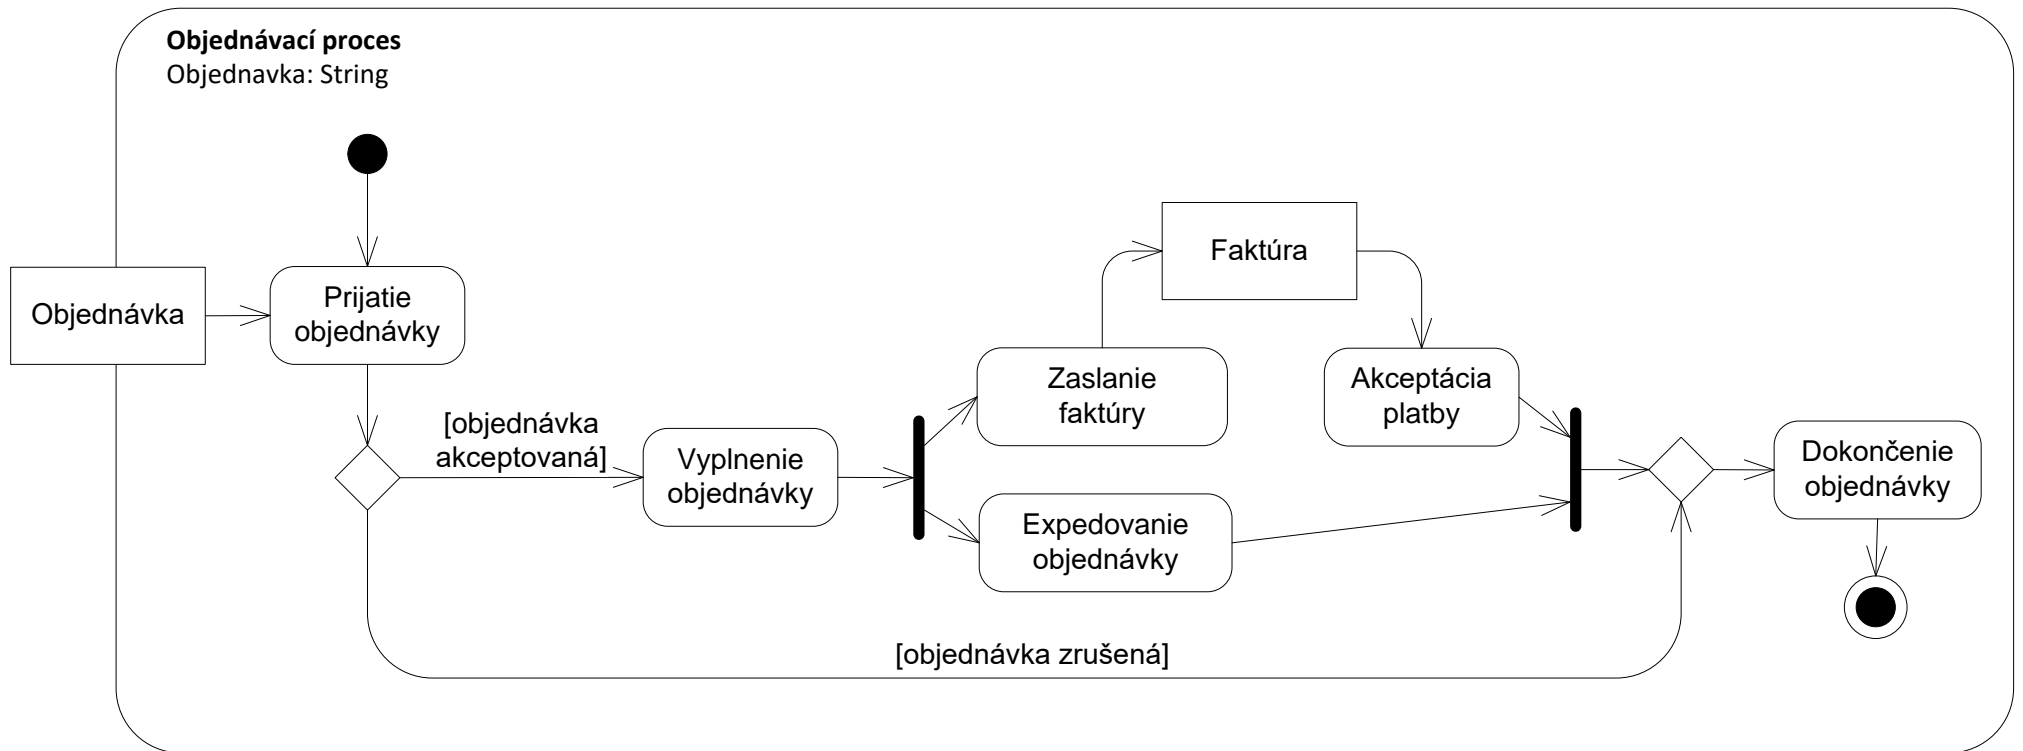 Objednávací proces
Objednavka: String
Objednávka
Prijatie
objednávky
[objednávka
akceptovaná]
Vyplnenie
objednávky
Zaslanie
faktúry
Faktúra
Akceptácia
platby
Expedovanie
objednávky
[objednávka zrušená]
Dokončenie
objednávky